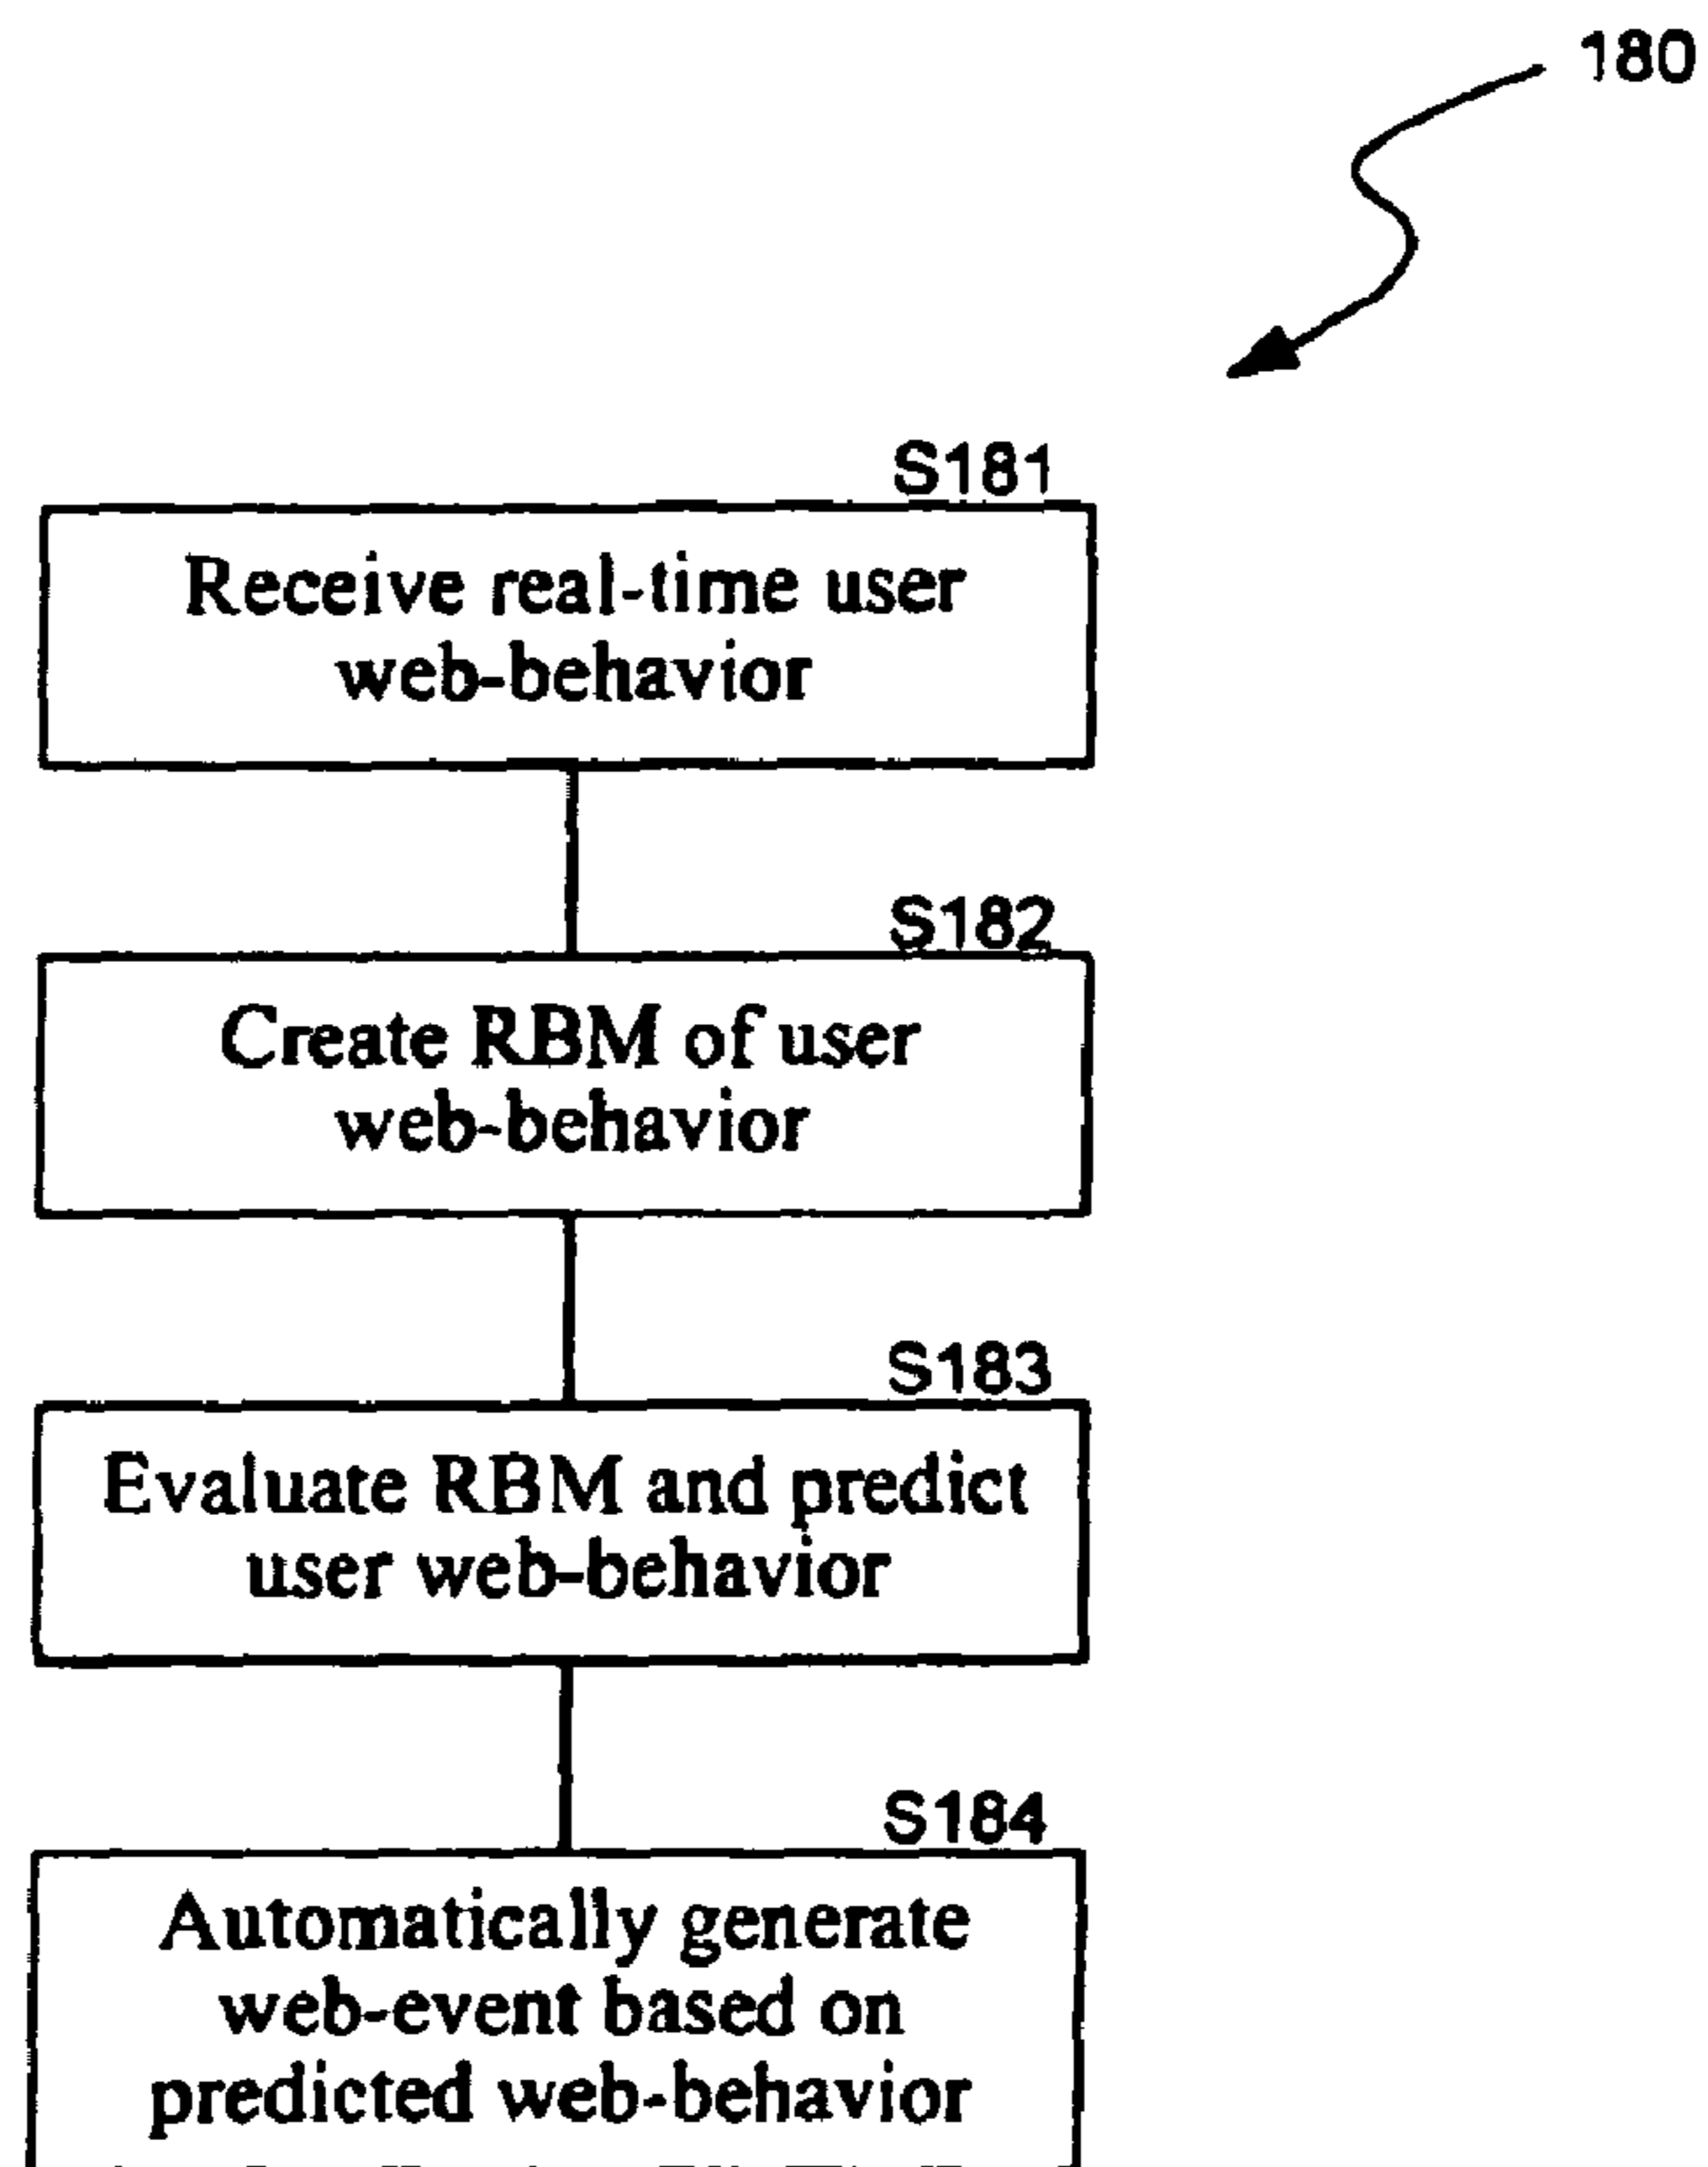 180
S181
Receive real-time user
web-behavior
S182
Create RBM of user
web-behavior
S183
Evaluate RBM and predict
user web-behavior
S184
Automatically generate
web-event based on
predicted web-behavior